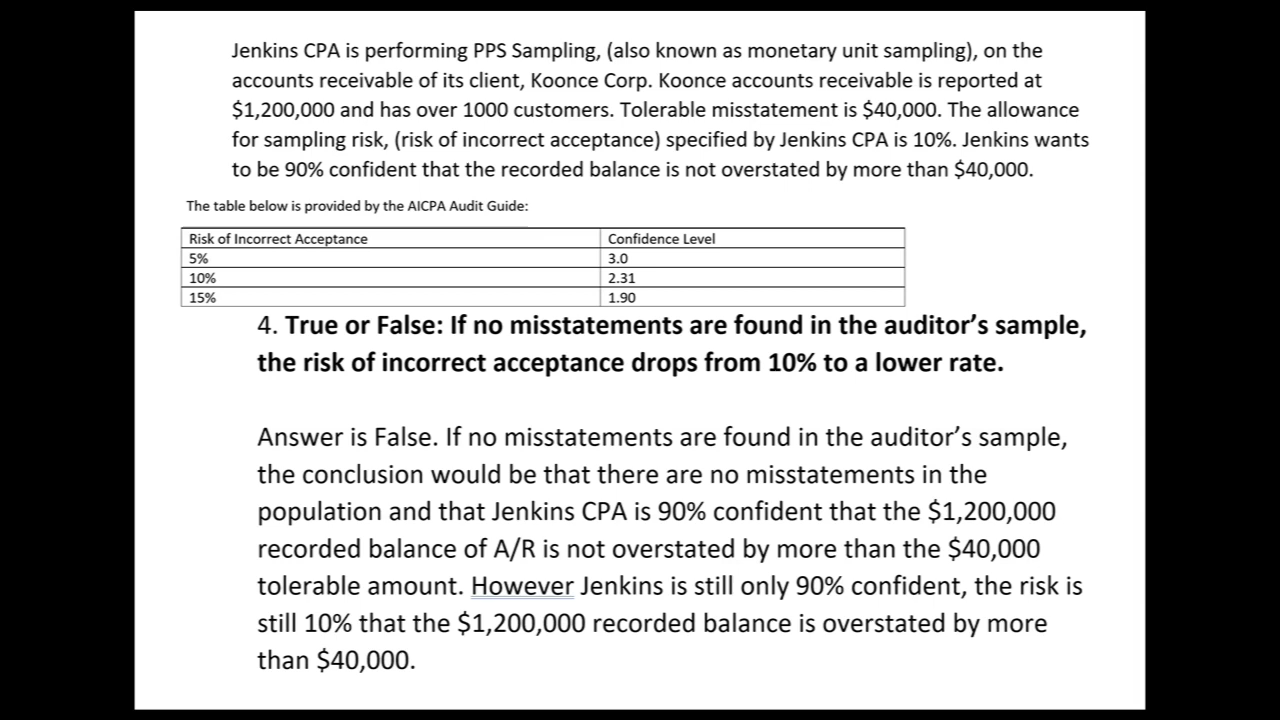 Jenkins CPA is performing PPS Sampling, (also known as monetary unit sampling), on the
accounts receivable of its client, Koonce Corp. Koonce accounts receivable is reported at
$1,200,000 and has over 1000 customers. Tolerable misstatement is $40,000. The allowance
for sampling risk, (risk of incorrect acceptance) specified by Jenkins CPA is 10%. Jenkins wants
to be 90% confident that the recorded balance is not overstated by more than $40,000.
The table below is provided by the AICPA Audit Guide:
Risk of Incorrect Acceptance Confidence Level
5% 3.0
10% 2.31
15% 1.90
4. True or False: If no misstatements are found in the auditor’s sample,
the risk of incorrect acceptance drops from 10% to a lower rate.
Answer is False. If no misstatements are found in the auditor’s sample,
the conclusion would be that there are no misstatements in the
population and that Jenkins CPA is 90% confident that the $1,200,000
recorded balance of A/R is not overstated by more than the $40,000
tolerable amount. However Jenkins is still only 90% confident, the risk is
still 10% that the $1,200,000 recorded balance is overstated by more
than $40,000.